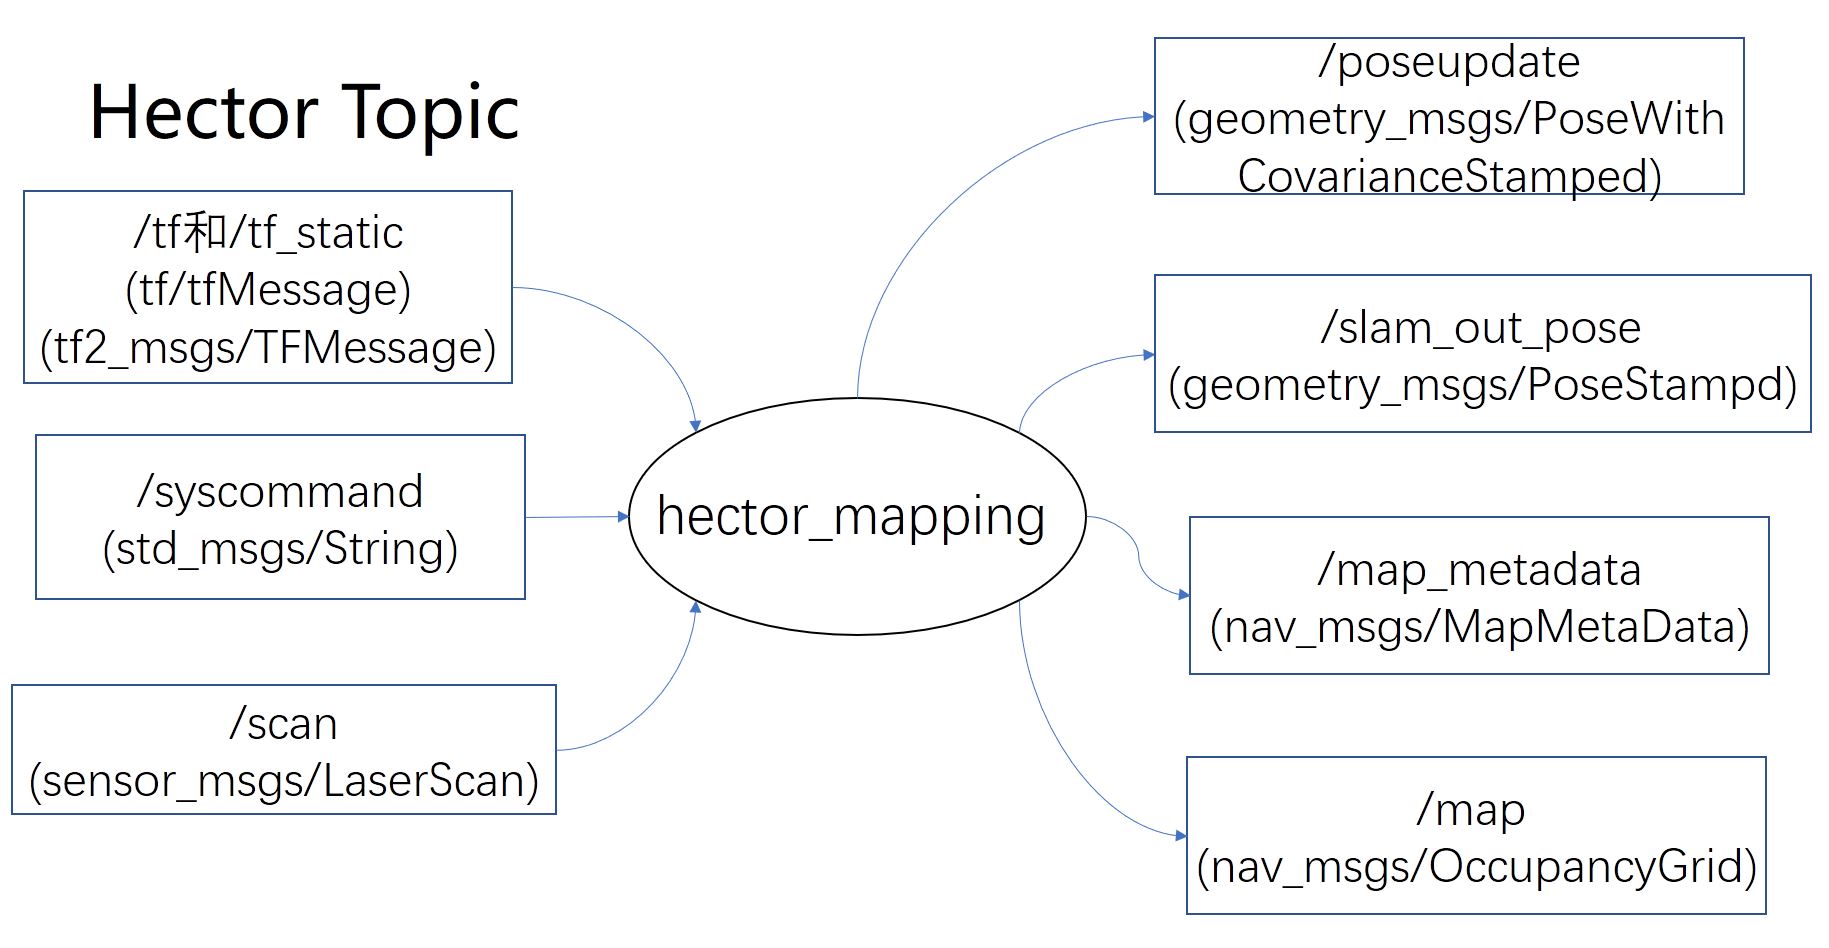 Hector Topic
/tf和/tf_static
(tf/tfMessage)
(tf2_msgs/TFMessage)
/syscommand
(std_msgs/String)
/scan
(sensor_msgs/LaserScan)
hector_mapping
/poseupdate
(geometry_msgs/PoseWith
CovarianceStamped)
/slam_out_pose
(geometry_msgs/PoseStampd)
/map_metadata
(nav_msgs/MapMetaData)
/map
(nav_msgs/OccupancyGrid)